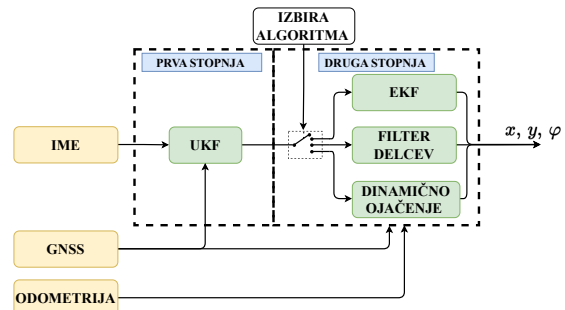 IZBIRA
ALGORITMA
PRVA STOPNJA
DRUGA STOPNJA
EKF
IME
UKF
FILTER
DELCEV
x, y, φ
DINAMIČNO
OJAČENJE
GNSS
ODOMETRIJA